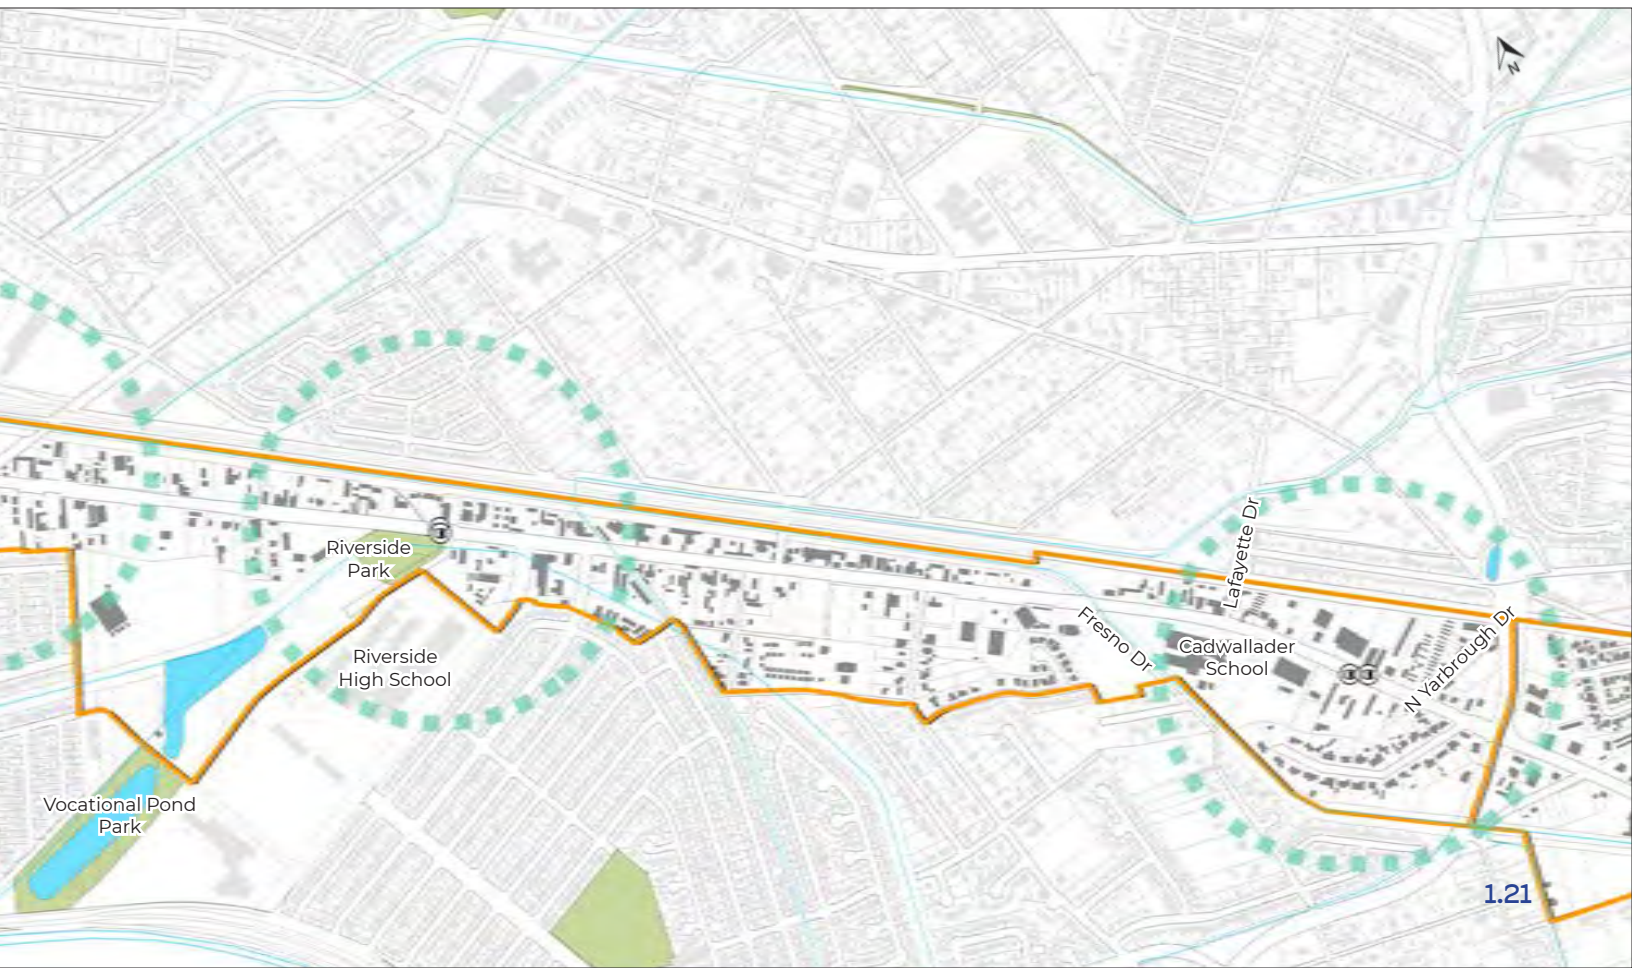 N
Lafayette Dr
Riverside
Park
Fresno Dr
Cadwallader
School
N Yarbrough Dr
Riverside
High School
Vocational Pond
Park
1.21